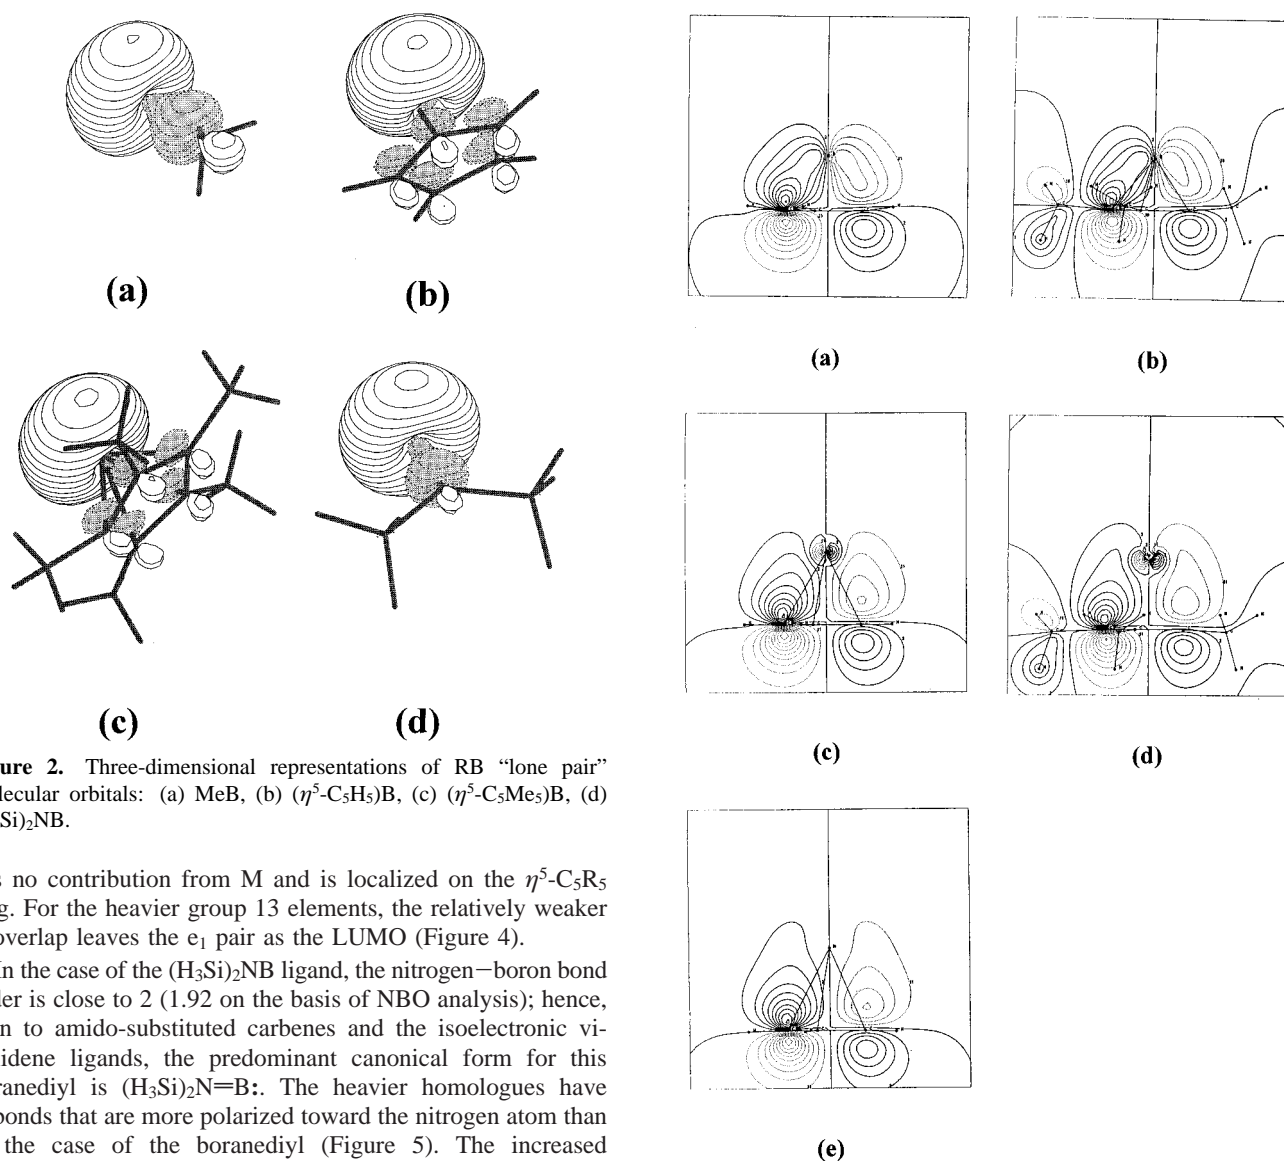 (a)
(b)
(c)
(d)
ure 2. Three-dimensional representations of RB “lone pair”
lecular orbitals: (a) MeB, (b) (η⁵-C₅H₅)B, (c) (η⁵-C₅Me₅)B, (d)
Si)₂NB.
s no contribution from M and is localized on the η⁵-C₅R₅
g. For the heavier group 13 elements, the relatively weaker
overlap leaves the e₁ pair as the LUMO (Figure 4).
In the case of the (H₃Si)₂NB ligand, the nitrogen−boron bond
der is close to 2 (1.92 on the basis of NBO analysis); hence,
n to amido-substituted carbenes and the isoelectronic vi-
idene ligands, the predominant canonical form for this
ranediyl is (H₃Si)₂N=B:. The heavier homologues have
bonds that are more polarized toward the nitrogen atom than
the case of the boranediyl (Figure 5). The increased
(a)
(b)
(c)
(d)
(e)